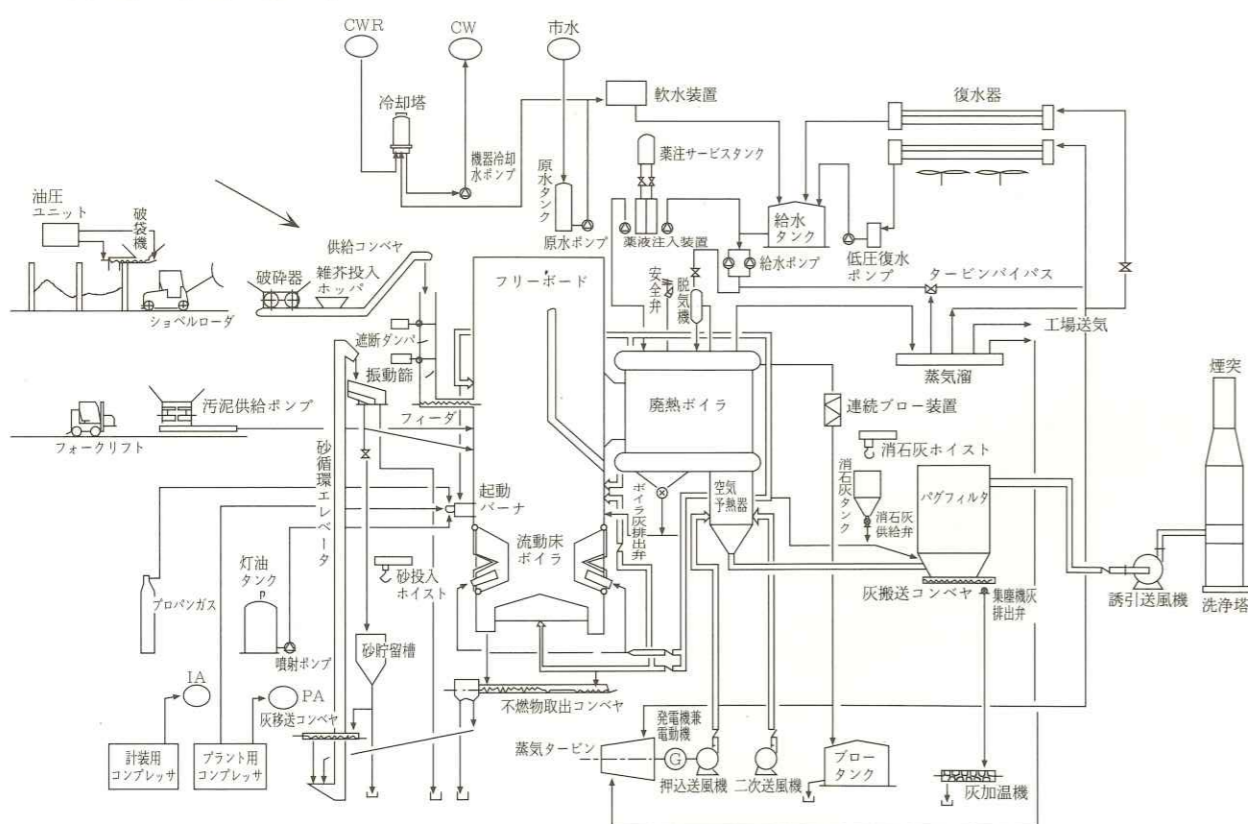 CWR
CW
市水
冷却塔
機器冷却
水ポンプ
原水タンク
原水ポンプ
軟水装置
薬注サービスタンク
薬液注入装置
復水器
給水
タンク
給水ポンプ
低圧復水
ポンプ
タービンバイパス
油圧
ユニット
破袋機
ショベルローダ
供給コンベヤ
破砕器
雑芥投入
ホッパ
遮断ダンパ
振動篩
フィーダ
フリーボード
安全弁
脱気機
工場送気
蒸気溜
煙突
汚泥供給ポンプ
フォークリフト
砂循環エレベータ
廃熱ボイラ
連続ブロー装置
消石灰ホイスト
消石灰タンク
消石灰
供給弁
バグフィルタ
起動
バーナ
ボイラ灰排出弁
空気
予熱器
流動床
ボイラ
砂投入
ホイスト
灯油
タンク
プロパンガス
噴射ポンプ
砂貯留槽
灰搬送コンベヤ
集塵機灰
排出弁
誘引送風機
洗浄塔
IA
PA
灰移送コンベヤ
不燃物取出コンベヤ
計装用
コンプレッサ
プラント用
コンプレッサ
蒸気タービン
発電機兼
電動機
G
押込送風機
二次送風機
ブロー
タンク
灰加温機